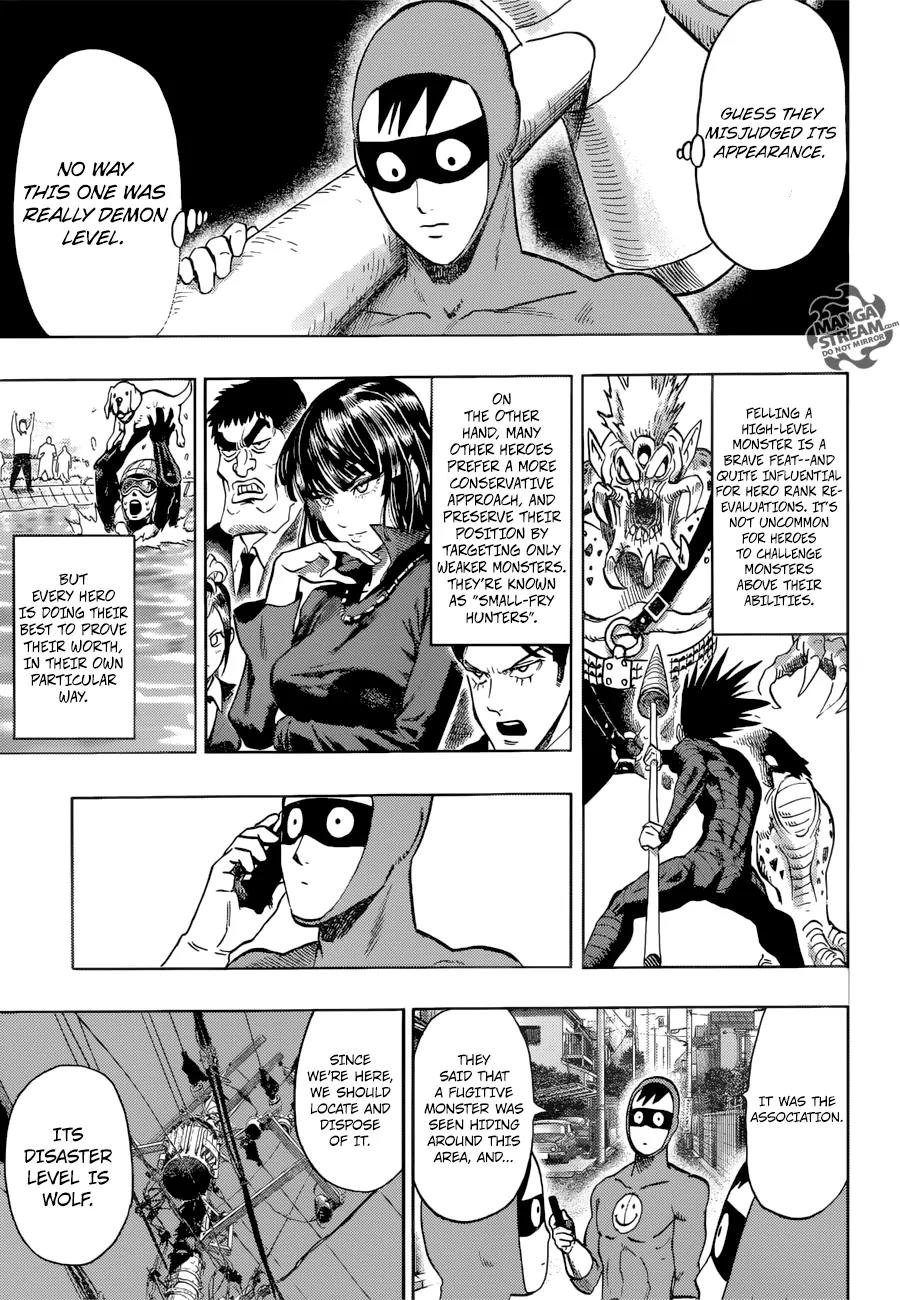 GUESS THEY
MISJUDGED ITS
APPEARANCE.
NO WAY
THIS ONE WAS
REALLY DEMON
LEVEL.
MANGA
STREAM.com
DO NOT MIRROR
FELLING A
HIGH-LEVEL
MONSTER IS A
BRAVE FEAT--AND
QUITE INFLUENTIAL
FOR HERO RANK RE-
EVALUATIONS. IT'S
NOT UNCOMMON
FOR HEROES
TO CHALLENGE
MONSTERS
ABOVE THEIR
ABILITIES.
ON
THE OTHER
HAND, MANY
OTHER HEROES
PREFER A MORE
CONSERVATIVE
APPROACH, AND
PRESERVE THEIR
POSITION BY
TARGETING ONLY
WEAKER MONSTERS.
THEY'RE KNOWN
AS "SMALL-FRY
HUNTERS".
BUT
EVERY HERO
IS DOING THEIR
BEST TO PROVE
THEIR WORTH,
IN THEIR OWN
PARTICULAR
WAY.
IT WAS THE
ASSOCIATION.
THEY
SAID THAT
A FUGITIVE
MONSTER WAS
SEEN HIDING
AROUND THIS
AREA, AND...
SINCE
WE'RE HERE,
WE SHOULD
LOCATE AND
DISPOSE
OF IT.
ITS
DISASTER
LEVEL IS
WOLF.